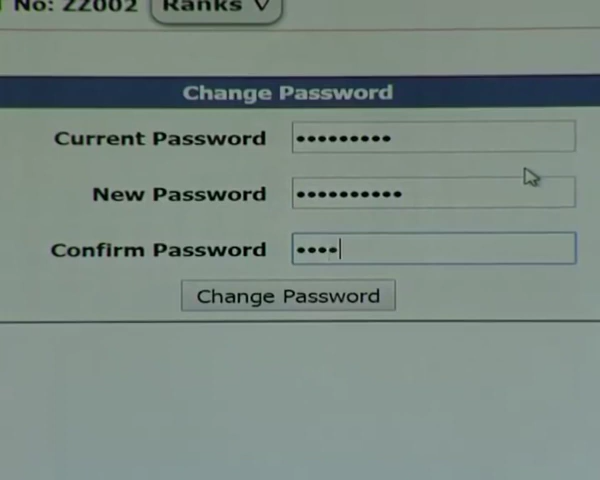 No: ZZ002 Ranks V
Change Password
Current Password •••••••••
New Password ••••••••••
Confirm Password ••••
Change Password